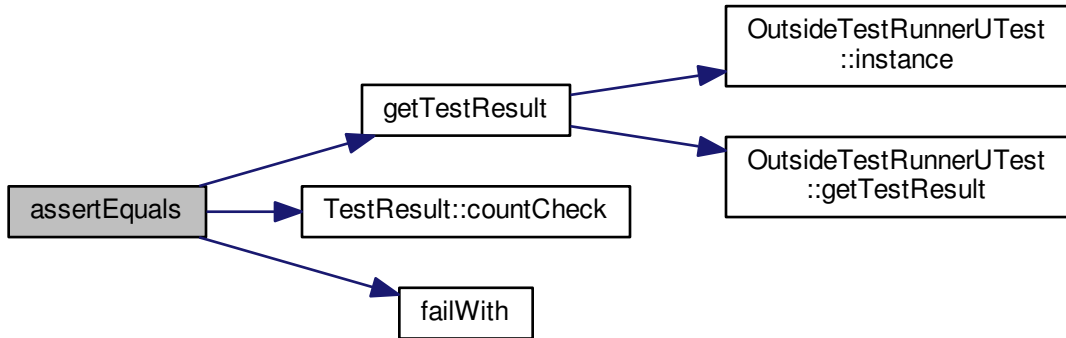 OutsideTestRunnerUTest
::instance
getTestResult
OutsideTestRunnerUTest
::getTestResult
assertEquals
TestResult::countCheck
failWith